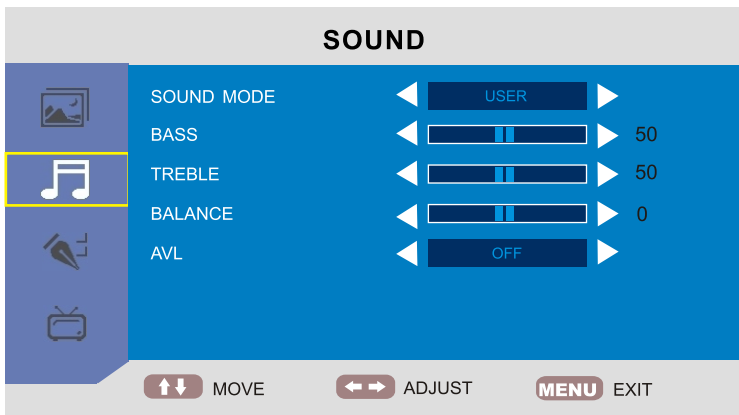 SOUND
SOUND MODE USER
BASS 50
TREBLE 50
BALANCE 0
AVL OFF
MOVE ADJUST MENU EXIT